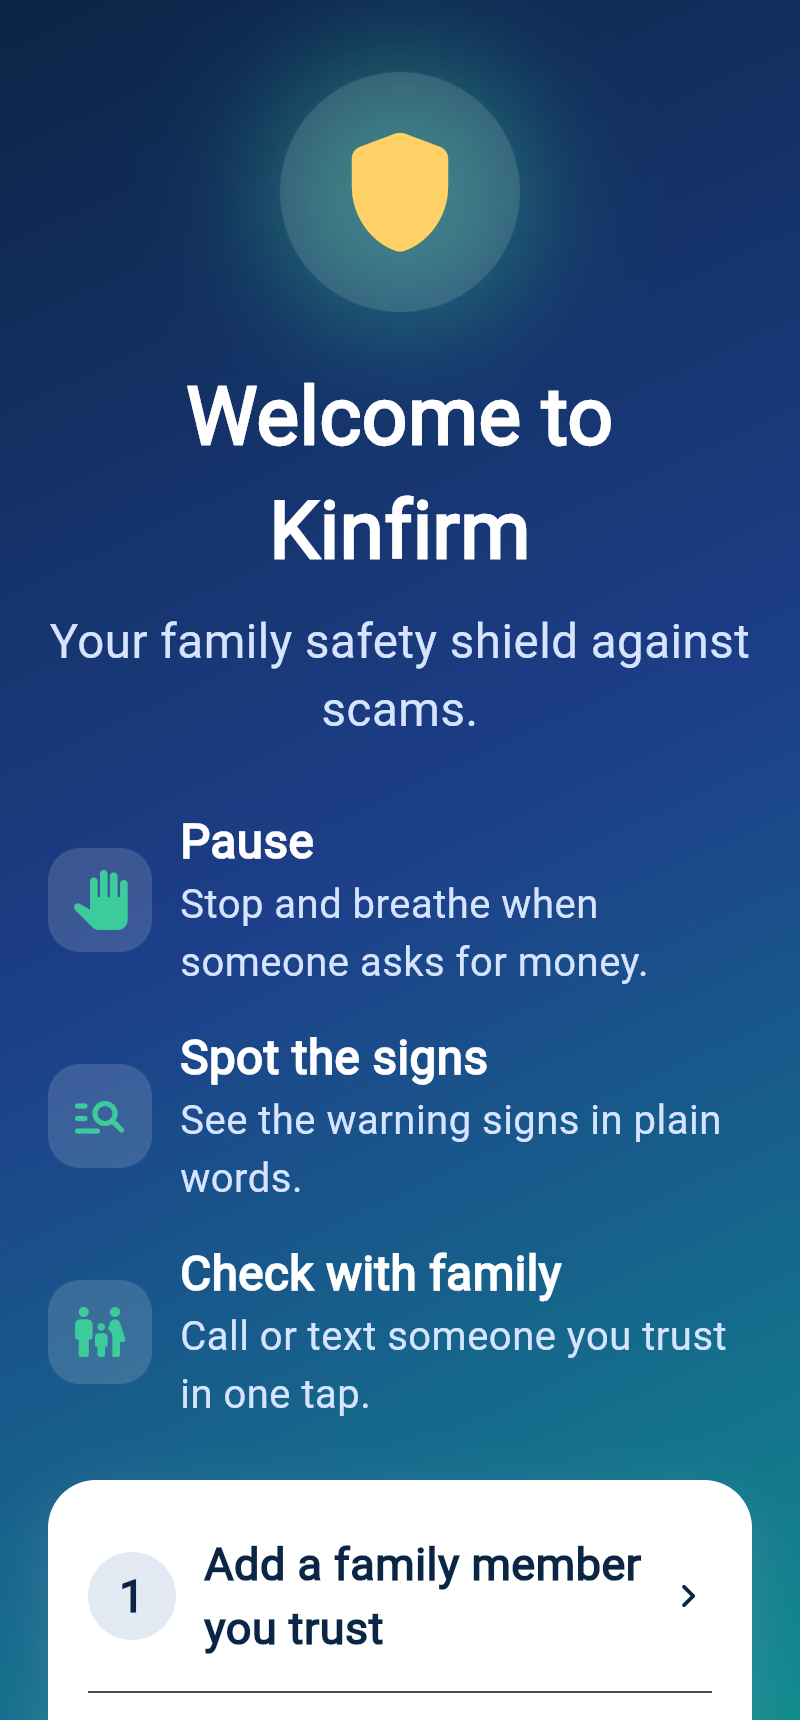 Welcome to
Kinfirm
Your family safety shield against
scams.
Pause
Stop and breathe when
someone asks for money.
Spot the signs
See the warning signs in plain
words.
Check with family
Call or text someone you trust
in one tap.
1
Add a family member
you trust